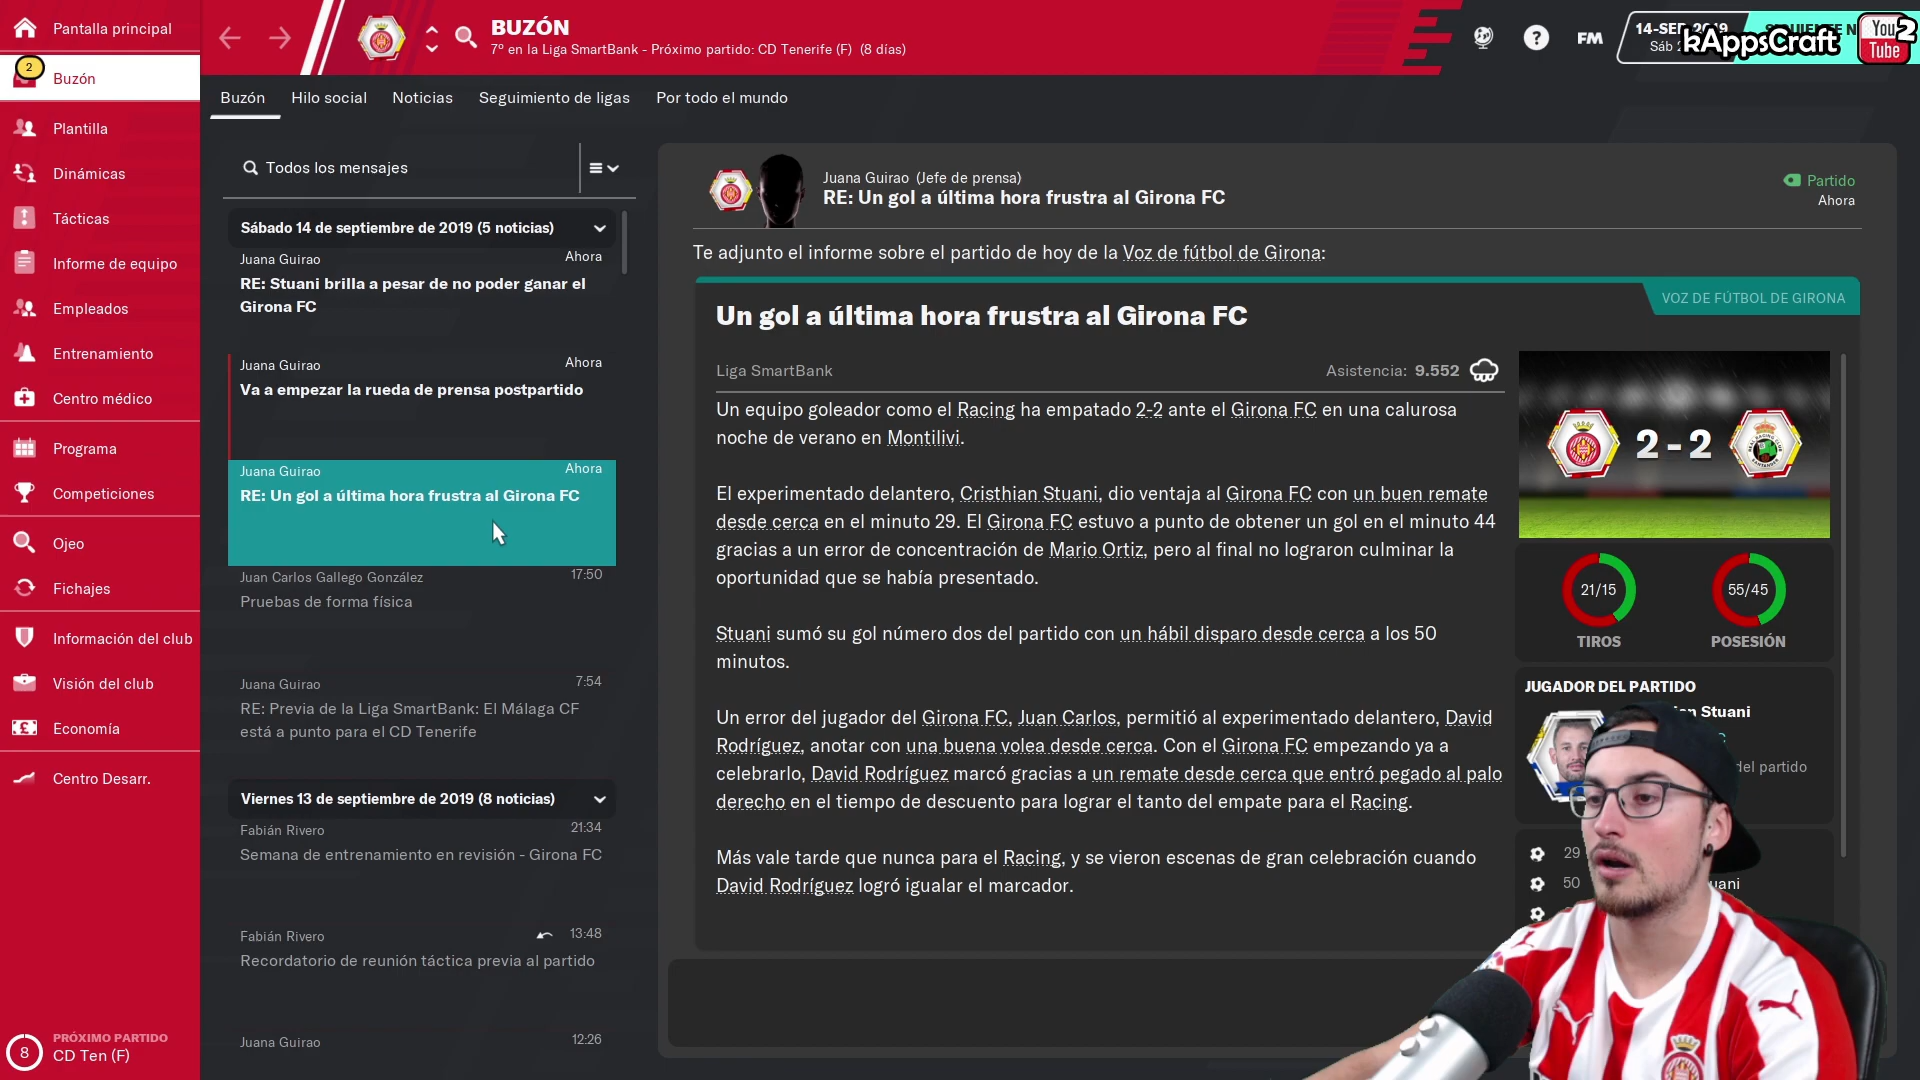 Pantalla principal
2
Buzón
Plantilla
Dinámicas
Tácticas
Informe de equipo
Empleados
Entrenamiento
Centro médico
Programa
Competiciones
Ojeo
Fichajes
Información del club
Visión del club
Economía
Centro Desarr.
8
PRÓXIMO PARTIDO
CD Ten (F)
BUZÓN
7º en la Liga SmartBank - Próximo partido: CD Tenerife (F) (8 días)
FM
14-SEP-2019
Sáb
kAppsCraft
You2
Tube
Buzón
Hilo social
Noticias
Seguimiento de ligas
Por todo el mundo
Todos los mensajes
Sábado 14 de septiembre de 2019 (5 noticias)
Juana Guirao
Ahora
RE: Stuani brilla a pesar de no poder ganar el
Girona FC
Juana Guirao
Ahora
Va a empezar la rueda de prensa postpartido
Juana Guirao
Ahora
RE: Un gol a última hora frustra al Girona FC
Juan Carlos Gallego González
17:50
Pruebas de forma física
Juana Guirao
7:54
RE: Previa de la Liga SmartBank: El Málaga CF
está a punto para el CD Tenerife
Viernes 13 de septiembre de 2019 (8 noticias)
Fabián Rivero
21:34
Semana de entrenamiento en revisión - Girona FC
Fabián Rivero
13:48
Recordatorio de reunión táctica previa al partido
Juana Guirao
12:26
Juana Guirao (Jefe de prensa)
RE: Un gol a última hora frustra al Girona FC
Partido
Ahora
Te adjunto el informe sobre el partido de hoy de la Voz de fútbol de Girona:
VOZ DE FÚTBOL DE GIRONA
Un gol a última hora frustra al Girona FC
Liga SmartBank
Asistencia: 9.552
Un equipo goleador como el Racing ha empatado 2-2 ante el Girona FC en una calurosa
noche de verano en Montilivi.
El experimentado delantero, Cristhian Stuani, dio ventaja al Girona FC con un buen remate
desde cerca en el minuto 29. El Girona FC estuvo a punto de obtener un gol en el minuto 44
gracias a un error de concentración de Mario Ortiz, pero al final no lograron culminar la
oportunidad que se había presentado.
Stuani sumó su gol número dos del partido con un hábil disparo desde cerca a los 50
minutos.
Un error del jugador del Girona FC, Juan Carlos, permitió al experimentado delantero, David
Rodríguez, anotar con una buena volea desde cerca. Con el Girona FC empezando ya a
celebrarlo, David Rodríguez marcó gracias a un remate desde cerca que entró pegado al palo
derecho en el tiempo de descuento para lograr el tanto del empate para el Racing.
Más vale tarde que nunca para el Racing, y se vieron escenas de gran celebración cuando
David Rodríguez logró igualar el marcador.
2 - 2
21/15
TIROS
55/45
POSESIÓN
JUGADOR DEL PARTIDO
Stuani
del partido
29
50